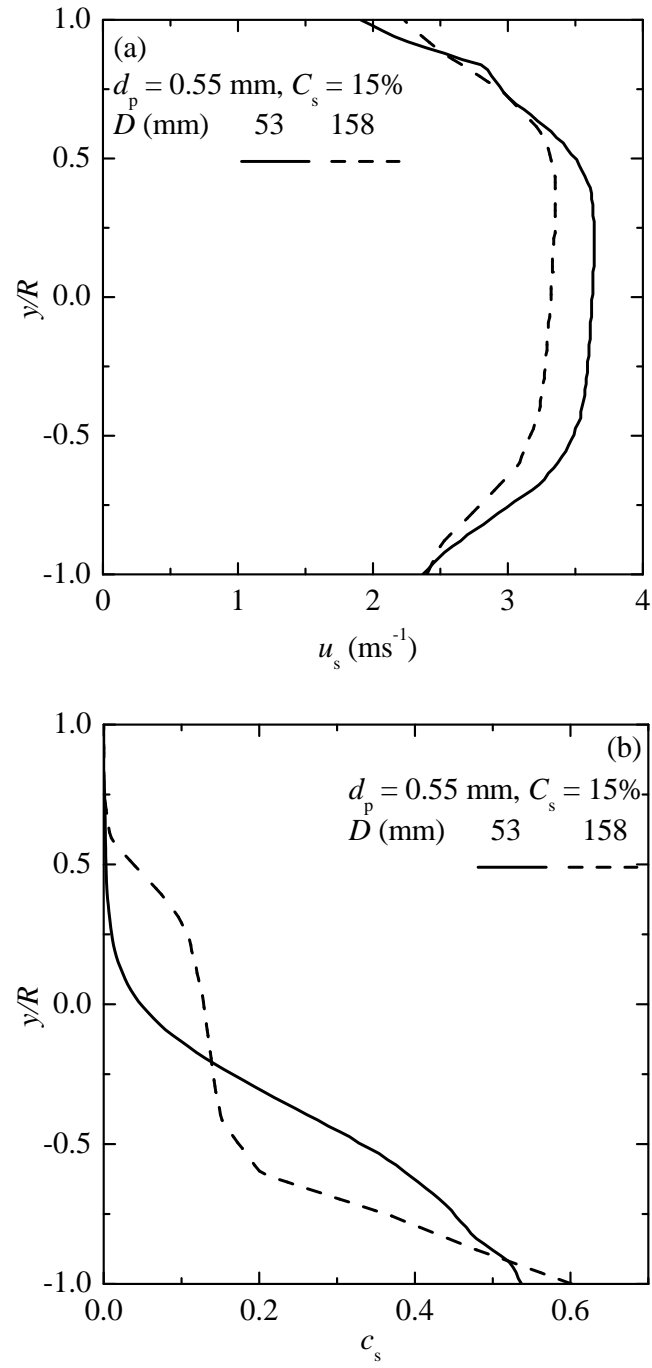 (a)
d_p = 0.55 mm, C_s = 15%
D (mm) 53 158
1.0
0.5
0.0
-0.5
-1.0
y/R
0 1 2 3 4
u_s (ms⁻¹)
(b)
d_p = 0.55 mm, C_s = 15%
D (mm) 53 158
1.0
0.5
0.0
-0.5
-1.0
y/R
0.0 0.2 0.4 0.6
c_s